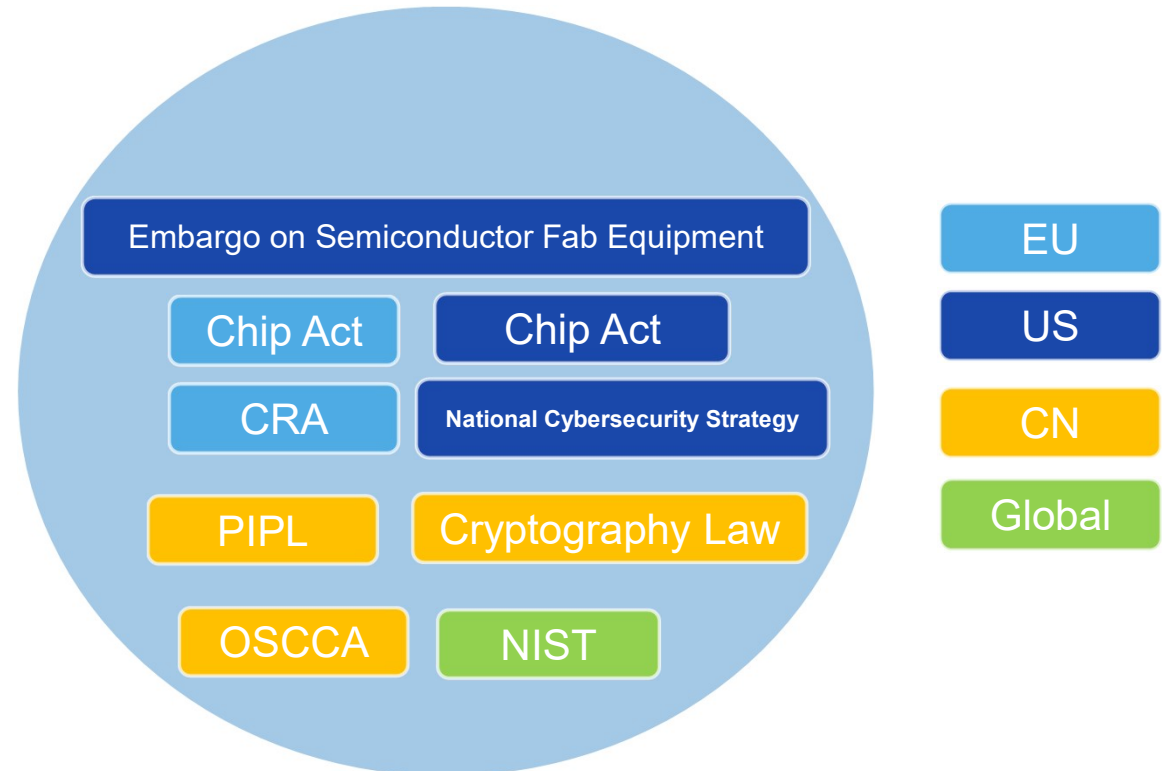 Embargo on Semiconductor Fab Equipment
Chip Act
Chip Act
CRA
National Cybersecurity Strategy
PIPL
Cryptography Law
OSCCA
NIST
EU
US
CN
Global